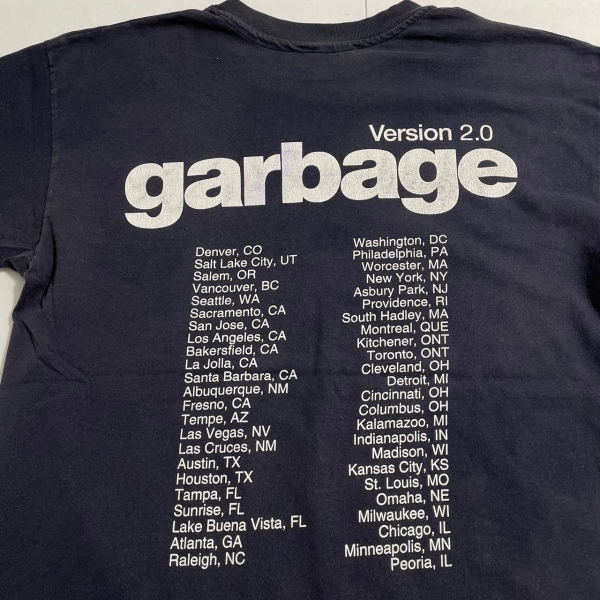 Version 2.0
garbage
Denver, CO
Salt Lake City, UT
Salem, OR
Vancouver, BC
Seattle, WA
Sacramento, CA
San Jose, CA
Los Angeles, CA
Bakersfield, CA
La Jolla, CA
Santa Barbara, CA
Albuquerque, NM
Fresno, CA
Tempe, AZ
Las Vegas, NV
Las Cruces, NM
Austin, TX
Houston, TX
Tampa, FL
Sunrise, FL
Lake Buena Vista, FL
Atlanta, GA
Raleigh, NC
Washington, DC
Philadelphia, PA
Worcester, MA
New York, NY
Asbury Park, NJ
Providence, RI
South Hadley, MA
Montreal, QUE
Kitchener, ONT
Toronto, ONT
Cleveland, OH
Detroit, MI
Cincinnati, OH
Columbus, OH
Kalamazoo, MI
Indianapolis, IN
Madison, WI
Kansas City, KS
St. Louis, MO
Omaha, NE
Milwaukee, WI
Chicago, IL
Minneapolis, MN
Peoria, IL